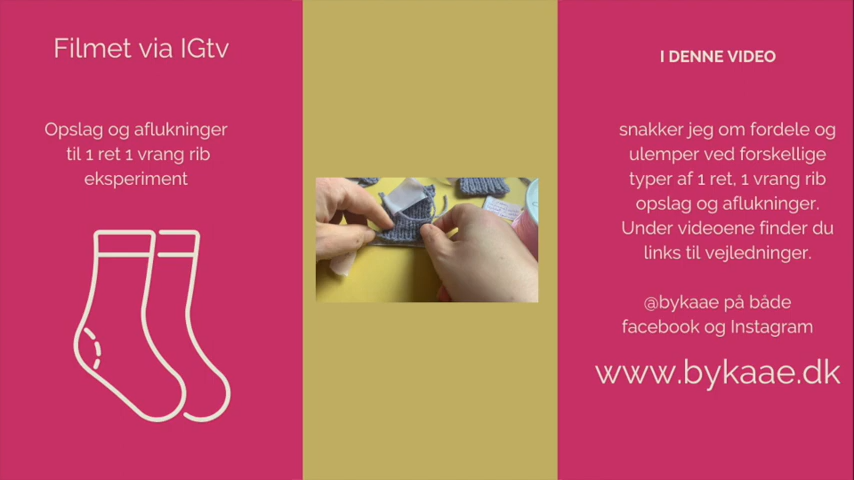 Filmet via IGtv
Opslag og aflukninger
til 1 ret 1 vrang rib
eksperiment
I DENNE VIDEO
snakker jeg om fordele og
ulemper ved forskellige
typer af 1 ret, 1 vrang rib
opslag og aflukninger.
Under videoene finder du
links til vejledninger.
@bykaae på både
facebook og Instagram
www.bykaae.dk